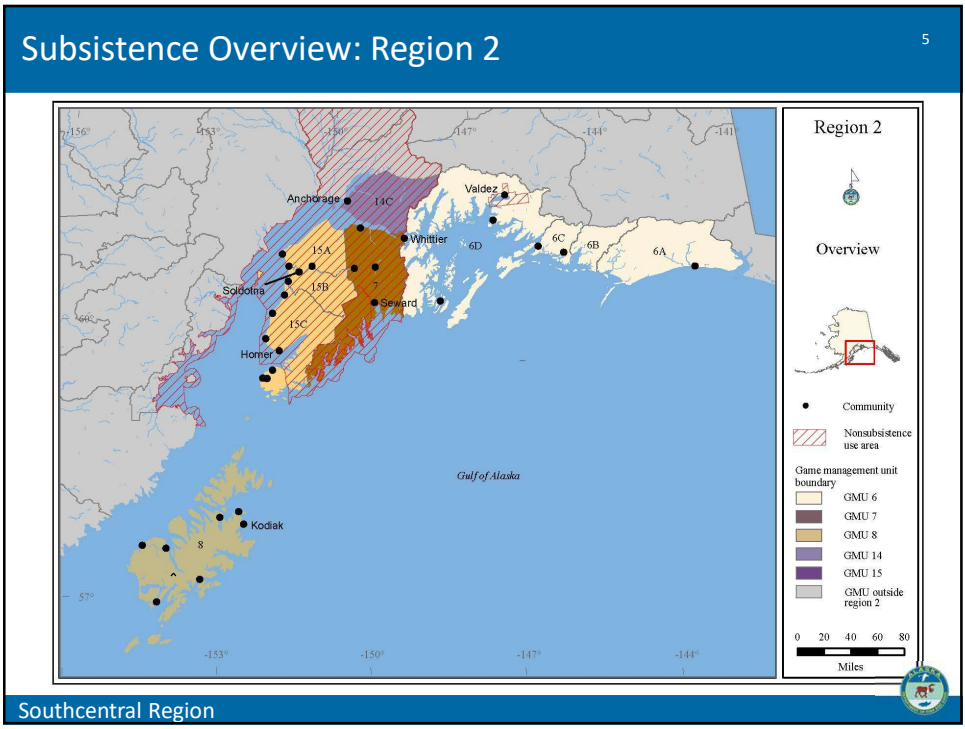 Subsistence Overview: Region 2
5
-156°
-153°
-150°
-147°
-144°
-141°
Region 2
Anchorage
14C
Valdez
Whittier
6D
6C
6B
6A
Overview
15A
Soldotna
15B
7
Seward
60°
15C
Homer
Community
Nonsubsistence
use area
Gulf of Alaska
Game management unit
boundary
GMU 6
GMU 7
GMU 8
GMU 14
GMU 15
GMU outside
region 2
Kodiak
8
57°
0 20 40 60 80
Miles
-153°
-150°
-147°
-144°
ALASKA
Southcentral Region